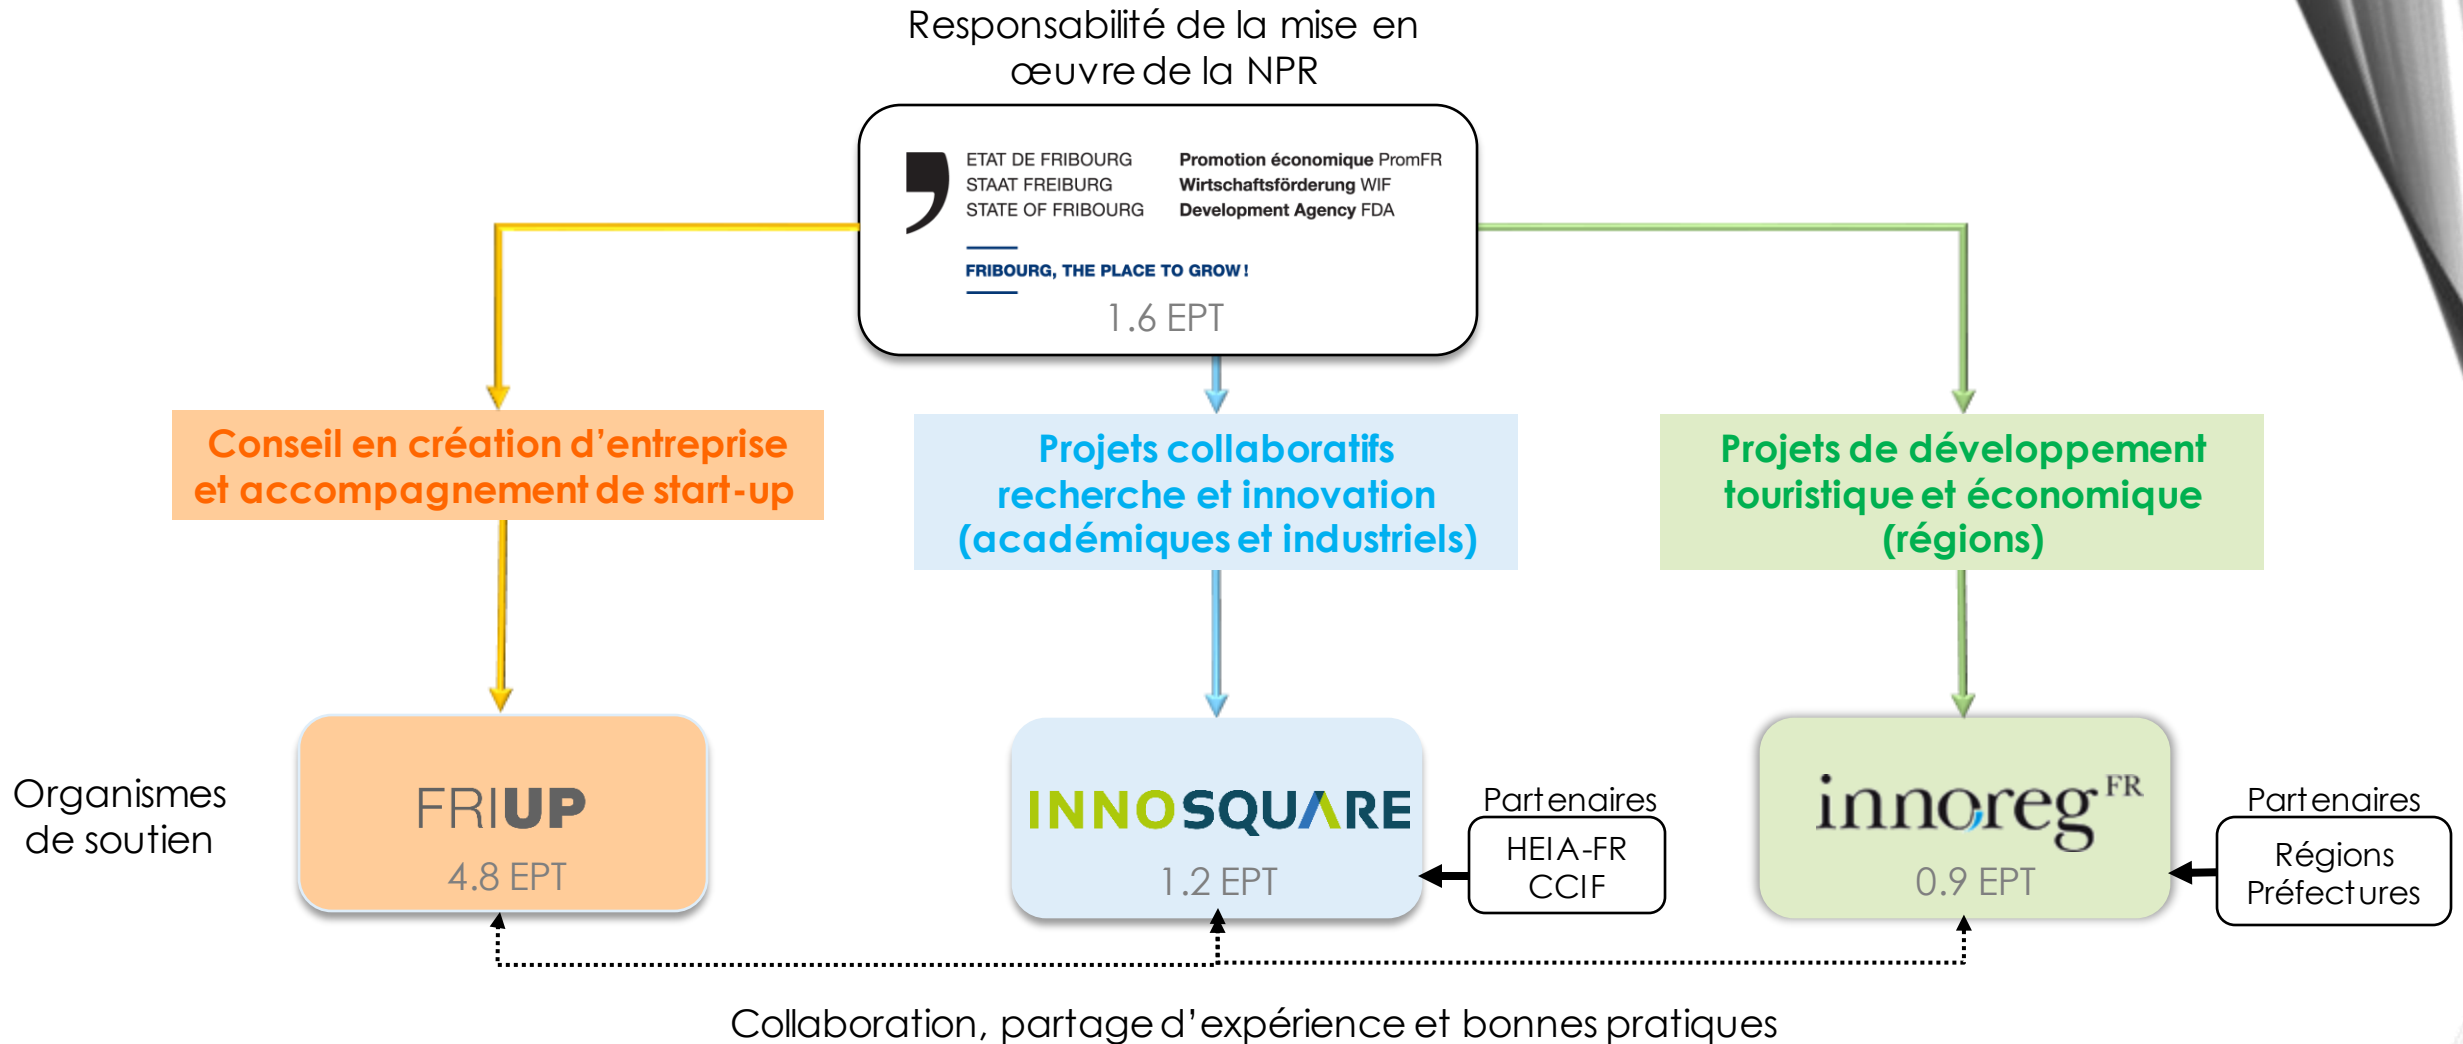 Responsabilité de la mise en
œuvre de la NPR
ETAT DE FRIBOURG
STAAT FREIBURG
STATE OF FRIBOURG
Promotion économique PromFR
Wirtschaftsförderung WIF
Development Agency FDA
FRIBOURG, THE PLACE TO GROW!
1.6 EPT
Conseil en création d’entreprise
et accompagnement de start-up
Projets collaboratifs
recherche et innovation
(académiques et industriels)
Projets de développement
touristique et économique
(régions)
Organismes
de soutien
FRIUP
4.8 EPT
INNOSQUARE
1.2 EPT
Partenaires
HEIA-FR
CCIF
innoreg FR
0.9 EPT
Partenaires
Régions
Préfectures
Collaboration, partage d’expérience et bonnes pratiques